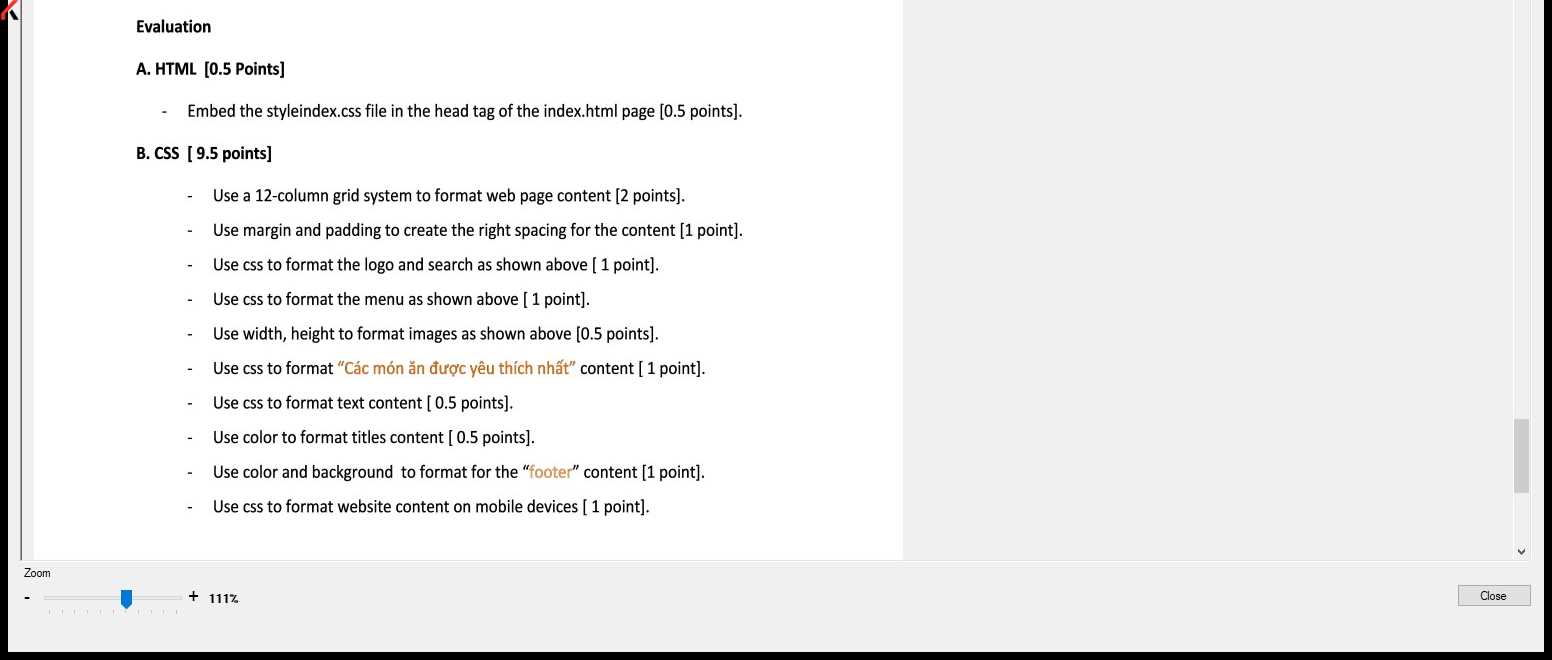 Evaluation
A. HTML  [0.5 Points]
- Embed the styleindex.css file in the head tag of the index.html page [0.5 points].
B. CSS  [ 9.5 points]
- Use a 12-column grid system to format web page content [2 points].
- Use margin and padding to create the right spacing for the content [1 point].
- Use css to format the logo and search as shown above [ 1 point].
- Use css to format the menu as shown above [ 1 point].
- Use width, height to format images as shown above [0.5 points].
- Use css to format “Các món ăn được yêu thích nhất” content [ 1 point].
- Use css to format text content [ 0.5 points].
- Use color to format titles content [ 0.5 points].
- Use color and background  to format for the “footer” content [1 point].
- Use css to format website content on mobile devices [ 1 point].
Zoom
- + 111%
Close